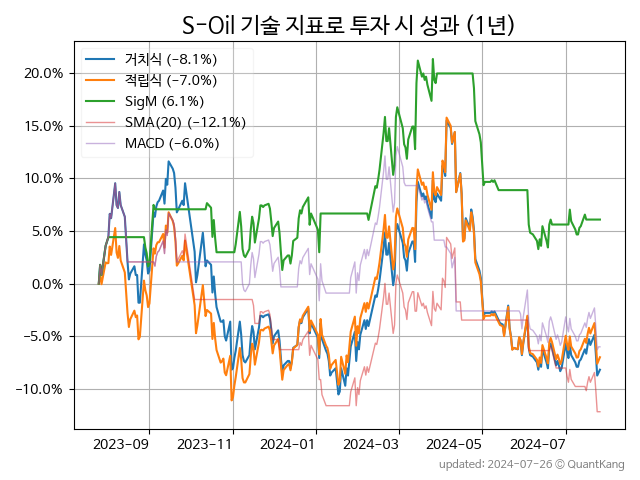 S-Oil 기술 지표로 투자 시 성과 (1년)
거치식 (-8.1%)
적립식 (-7.0%)
SigM (6.1%)
SMA(20) (-12.1%)
MACD (-6.0%)
20.0%
15.0%
10.0%
5.0%
0.0%
-5.0%
-10.0%
2023-09 2023-11 2024-01 2024-03 2024-05 2024-07
updated: 2024-07-26 © QuantKang